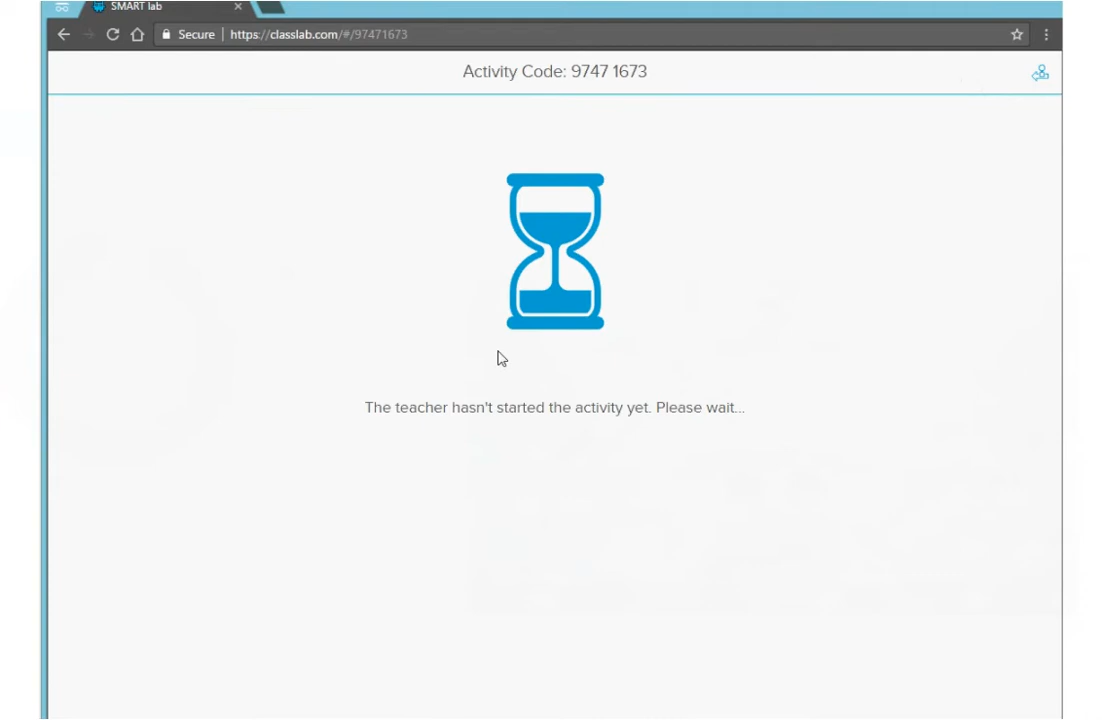 SMART lab
Secure https://classlab.com/#/97471673
Activity Code: 9747 1673
The teacher hasn't started the activity yet. Please wait...